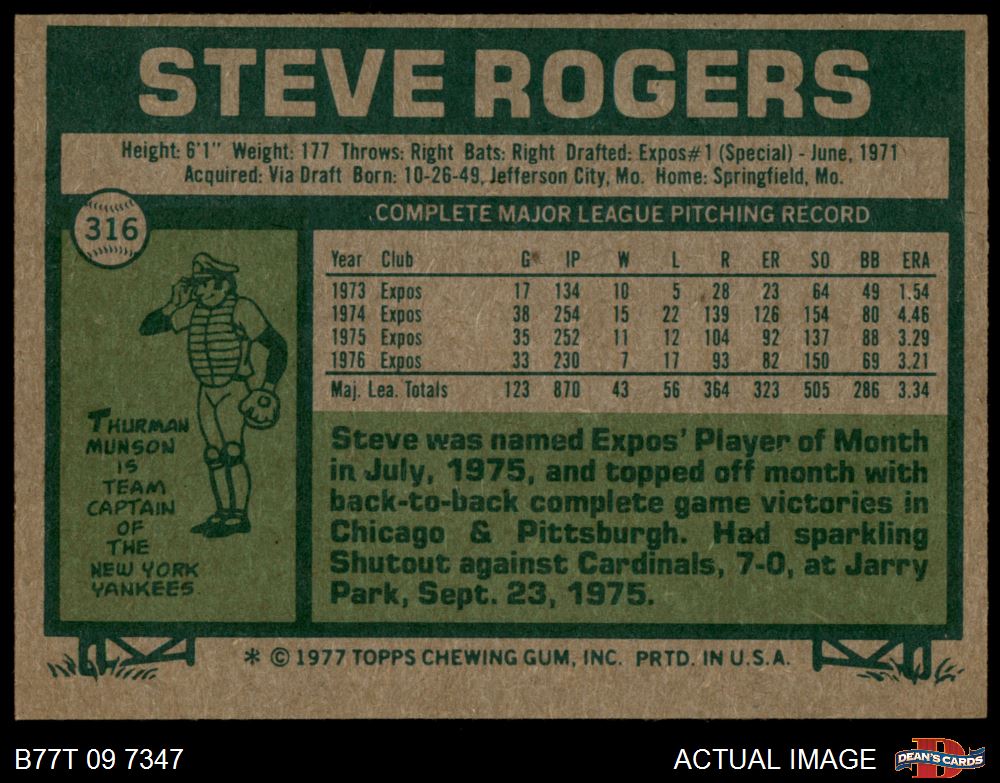 STEVE ROGERS
Height: 6'1" Weight: 177 Throws: Right Bats: Right Drafted: Expos#1 (Special) - June, 1971
Acquired: Via Draft Born: 10-26-49, Jefferson City, Mo. Home: Springfield, Mo.
316
COMPLETE MAJOR LEAGUE PITCHING RECORD
Year Club G IP W L R ER SO BB ERA
1973 Expos 17 134 10 5 28 23 64 49 1.54
1974 Expos 38 254 15 22 139 126 154 80 4.46
1975 Expos 35 252 11 12 104 92 137 88 3.29
1976 Expos 33 230 7 17 93 82 150 69 3.21
Maj. Lea. Totals 123 870 43 56 364 323 505 286 3.34
THURMAN
MUNSON
IS
TEAM
CAPTAIN
OF
THE
NEW YORK
YANKEES
Steve was named Expos' Player of Month
in July, 1975, and topped off month with
back-to-back complete game victories in
Chicago & Pittsburgh. Had sparkling
Shutout against Cardinals, 7-0, at Jarry
Park, Sept. 23, 1975.
* © 1977 TOPPS CHEWING GUM, INC. PRTD. IN U.S.A.
B77T 09 7347
ACTUAL IMAGE
DEAN'S CARDS